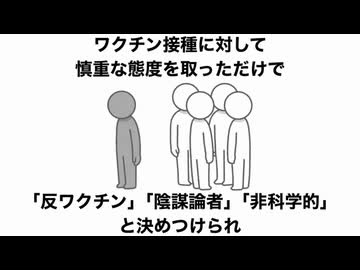 ワクチン接種に対して
慎重な態度を取っただけで
「反ワクチン」「陰謀論者」「非科学的」
と決めつけられ